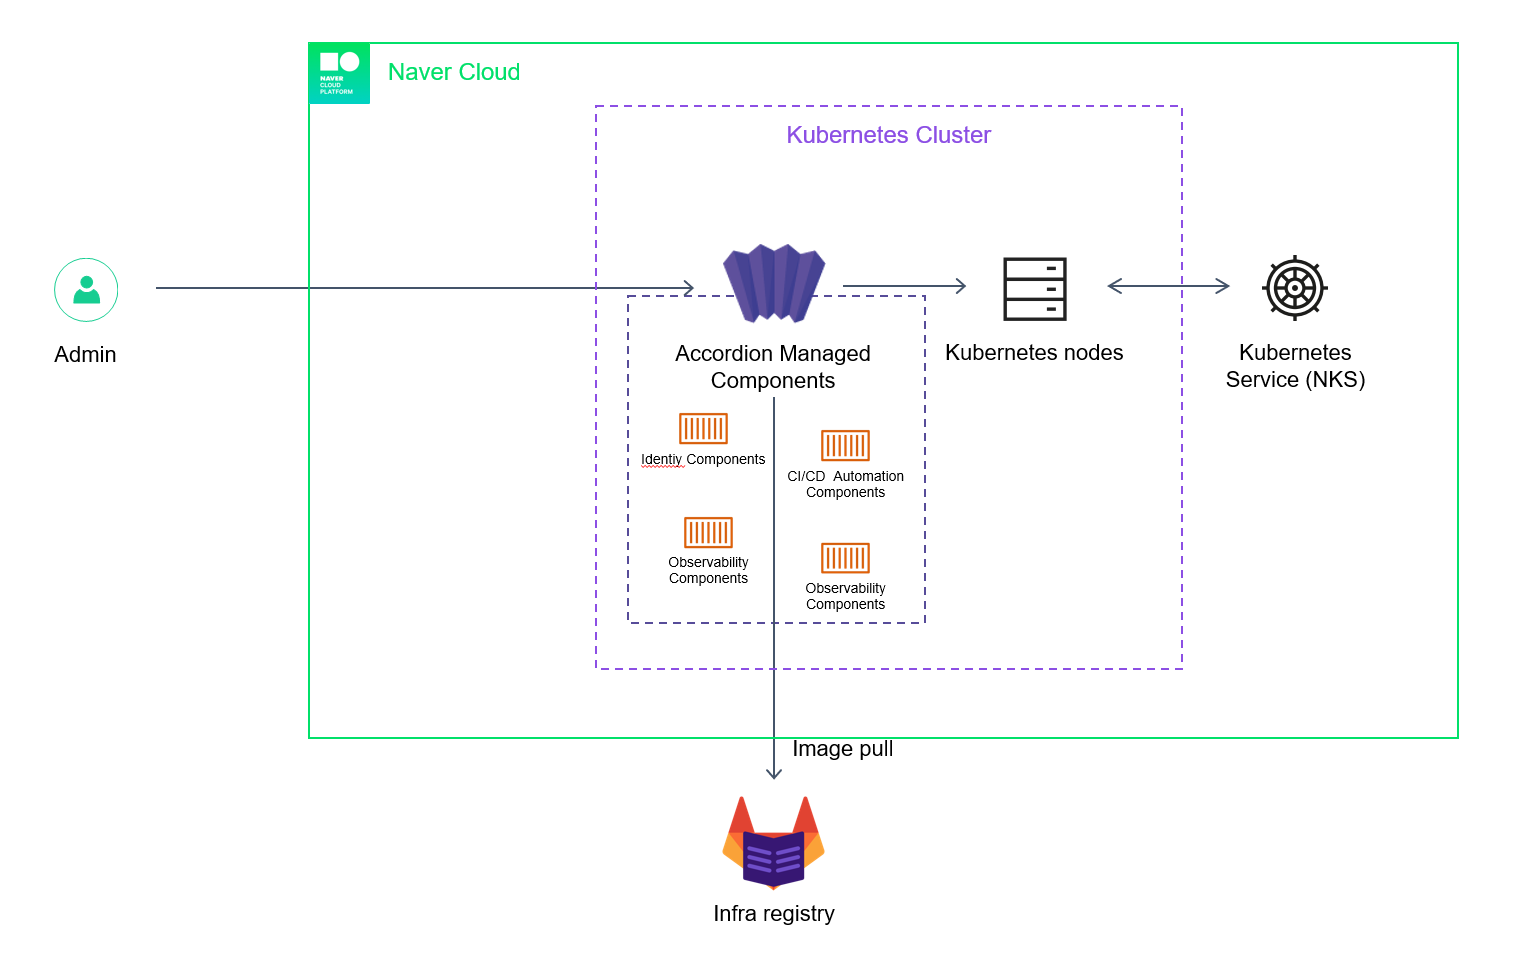 NAVER
CLOUD
PLATFORM
Naver Cloud
Kubernetes Cluster
Admin
Accordion Managed
Components
Kubernetes nodes
Kubernetes
Service (NKS)
Identiy Components
CI/CD  Automation
Components
Observability
Components
Observability
Components
Image pull
Infra registry